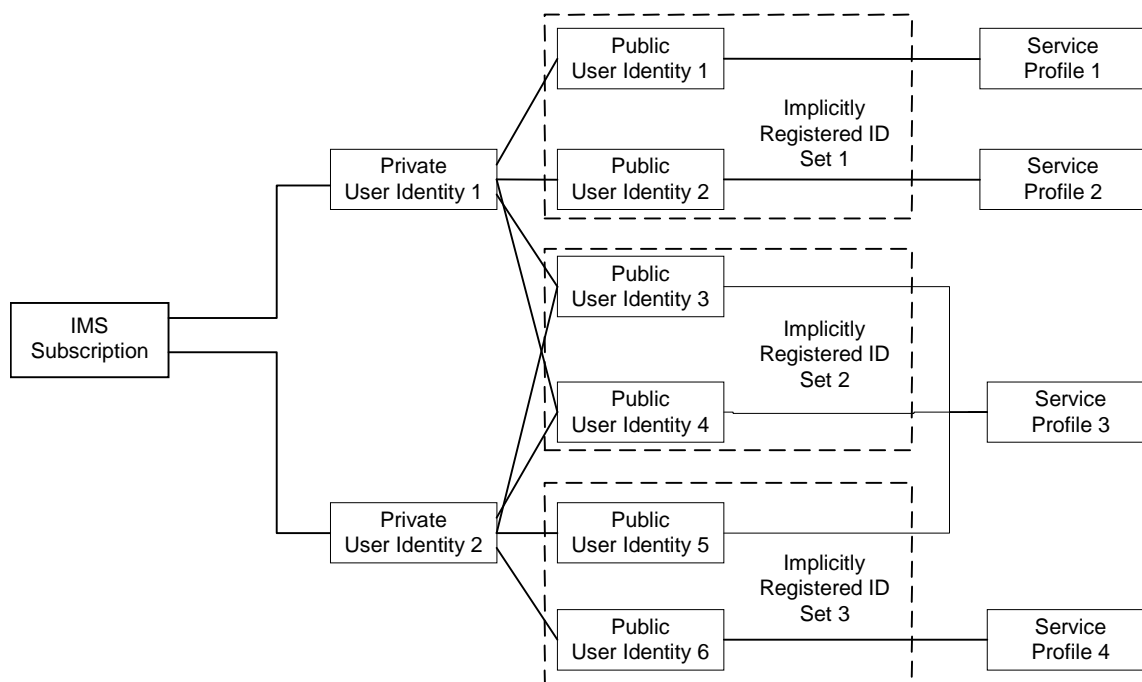 IMS
Subscription
Private
User Identity 1
Private
User Identity 2
Public
User Identity 1
Public
User Identity 2
Implicitly
Registered ID
Set 1
Public
User Identity 3
Public
User Identity 4
Implicitly
Registered ID
Set 2
Public
User Identity 5
Public
User Identity 6
Implicitly
Registered ID
Set 3
Service
Profile 1
Service
Profile 2
Service
Profile 3
Service
Profile 4